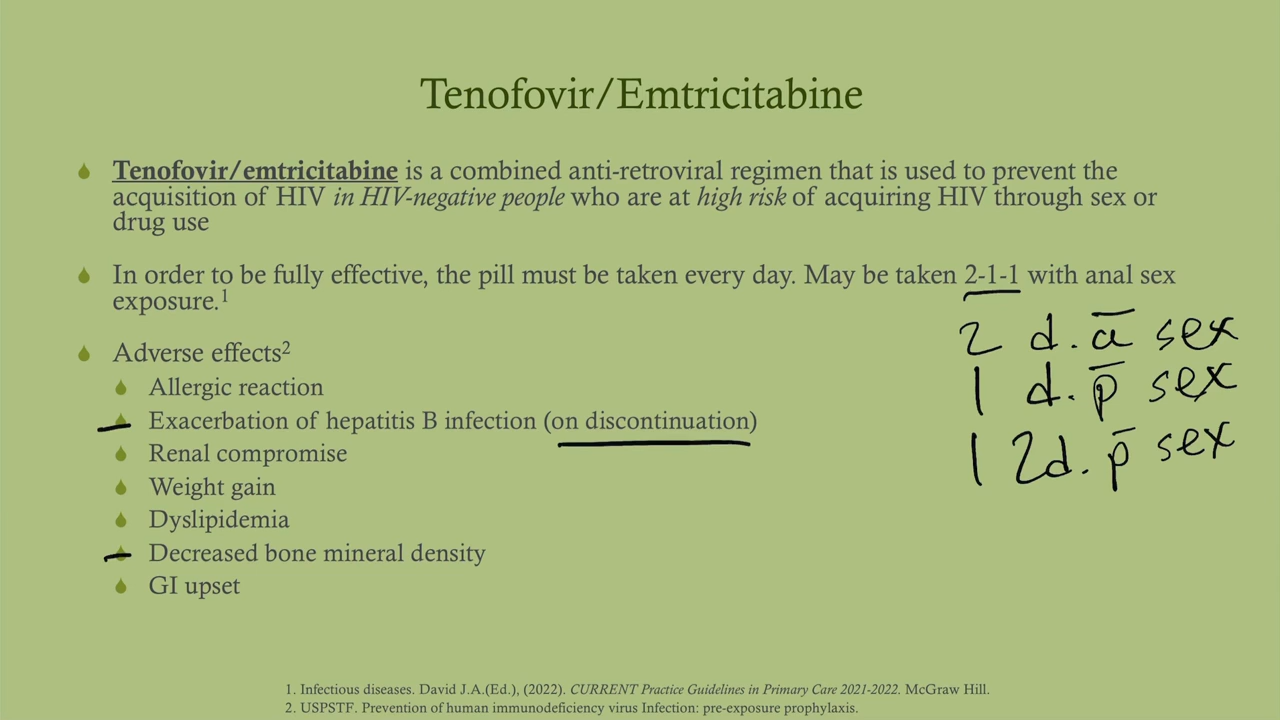 Tenofovir/Emtricitabine
Tenofovir/emtricitabine is a combined anti-retroviral regimen that is used to prevent the
acquisition of HIV in HIV-negative people who are at high risk of acquiring HIV through sex or
drug use
In order to be fully effective, the pill must be taken every day. May be taken 2-1-1 with anal sex
exposure.1
2 d. a̅ sex
Adverse effects2
1 d. p̅ sex
Allergic reaction
Exacerbation of hepatitis B infection (on discontinuation)
1 2d. p̅ sex
Renal compromise
Weight gain
Dyslipidemia
Decreased bone mineral density
GI upset
1. Infectious diseases. David J.A.(Ed.), (2022). CURRENT Practice Guidelines in Primary Care 2021-2022. McGraw Hill.
2. USPSTF. Prevention of human immunodeficiency virus Infection: pre-exposure prophylaxis.